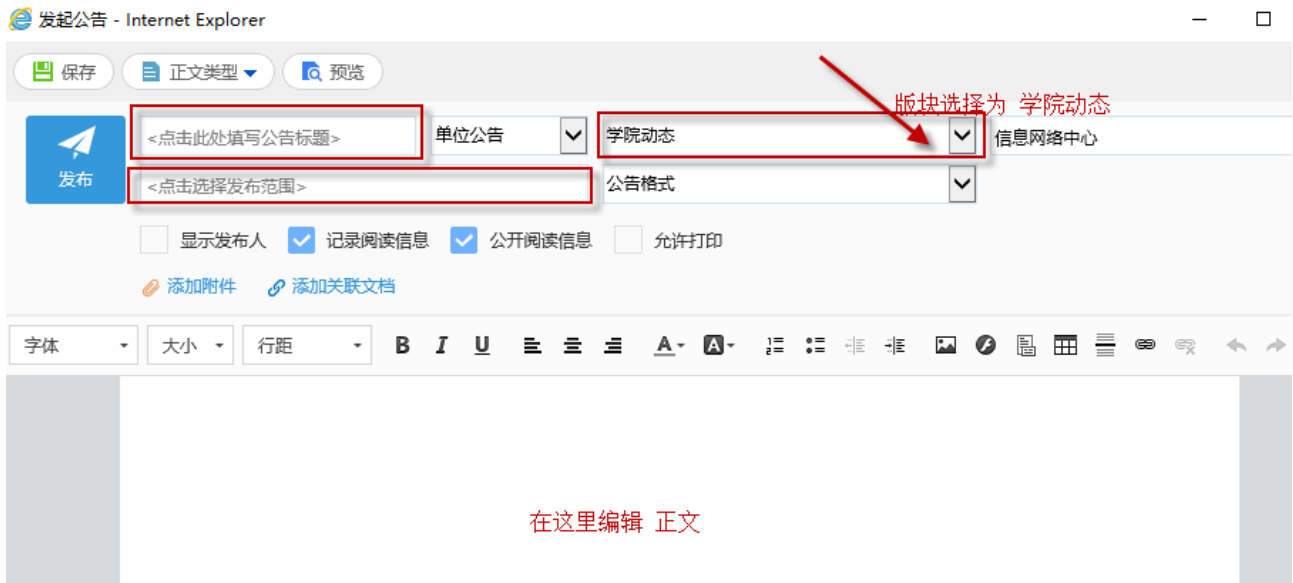 发起公告 - Internet Explorer
保存 正文类型 预览
版块选择为 学院动态
<点击此处填写公告标题> 单位公告 学院动态 信息网络中心
发布
<点击选择发布范围> 公告格式
显示发布人 记录阅读信息 公开阅读信息 允许打印
添加附件 添加关联文档
字体 大小 行距 B I U A A
在这里编辑 正文